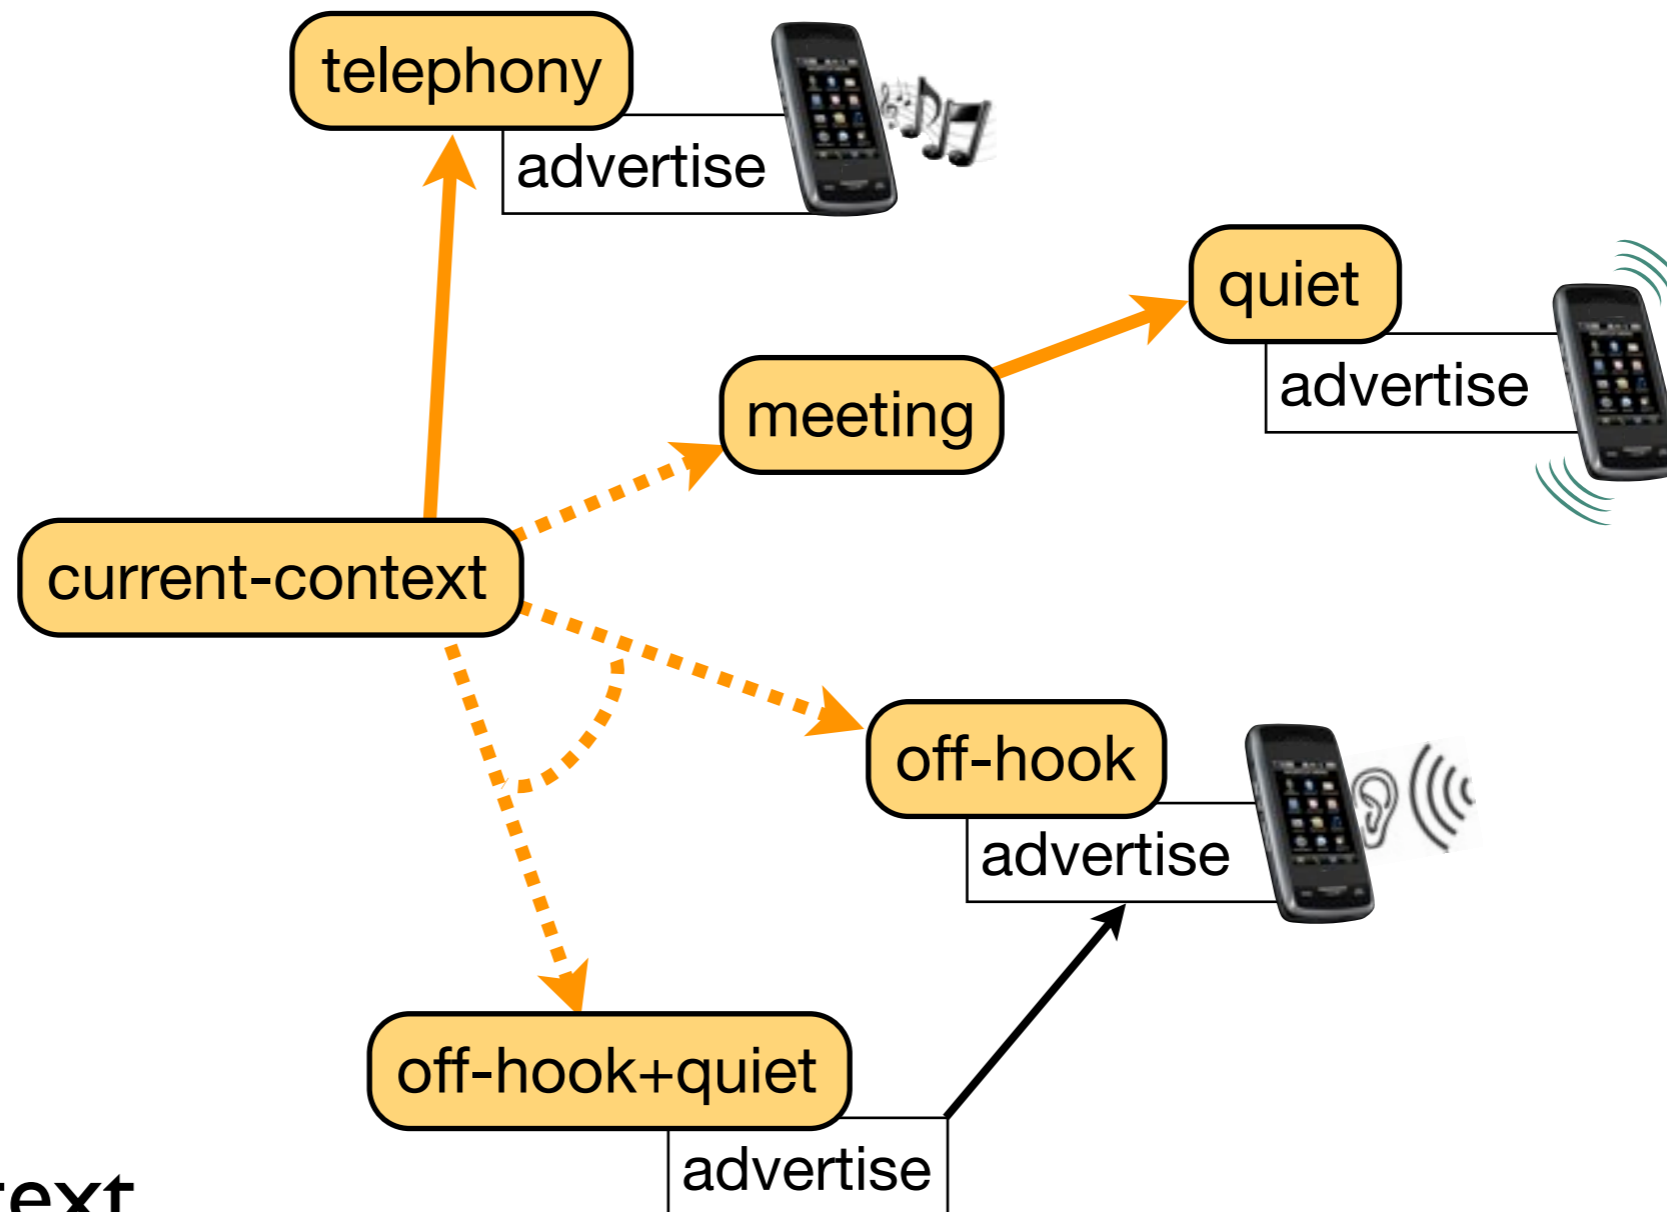 telephony
advertise
quiet
advertise
meeting
current-context
off-hook
advertise
off-hook+quiet
advertise